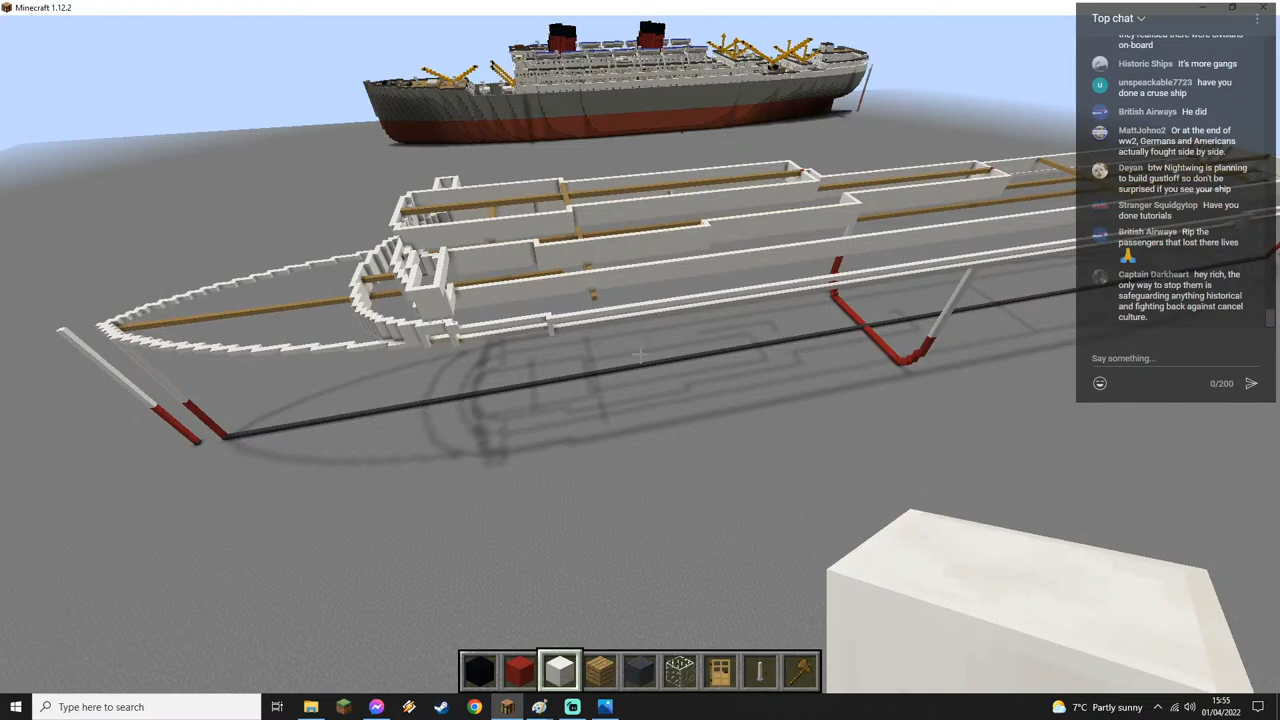 Minecraft 1.12.2
Top chat
they realised there were civilians
on-board
Historic Ships It's more gangs
unspeackable7723 have you
done a cruse ship
British Airways He did
MattJohno2 Or at the end of
ww2, Germans and Americans
actually fought side by side.
Deyan btw Nightwing is planning
to build gustloff so don't be
surprised if you see your ship
Stranger Squidgytop Have you
done tutorials
British Airways Rip the
passengers that lost there lives
🙏
Captain Darkheart hey rich, the
only way to stop them is
safeguarding anything historical
and fighting back against cancel
culture.
Say something...
0/200
Type here to search
7°C Partly sunny
15:55
01/04/2022